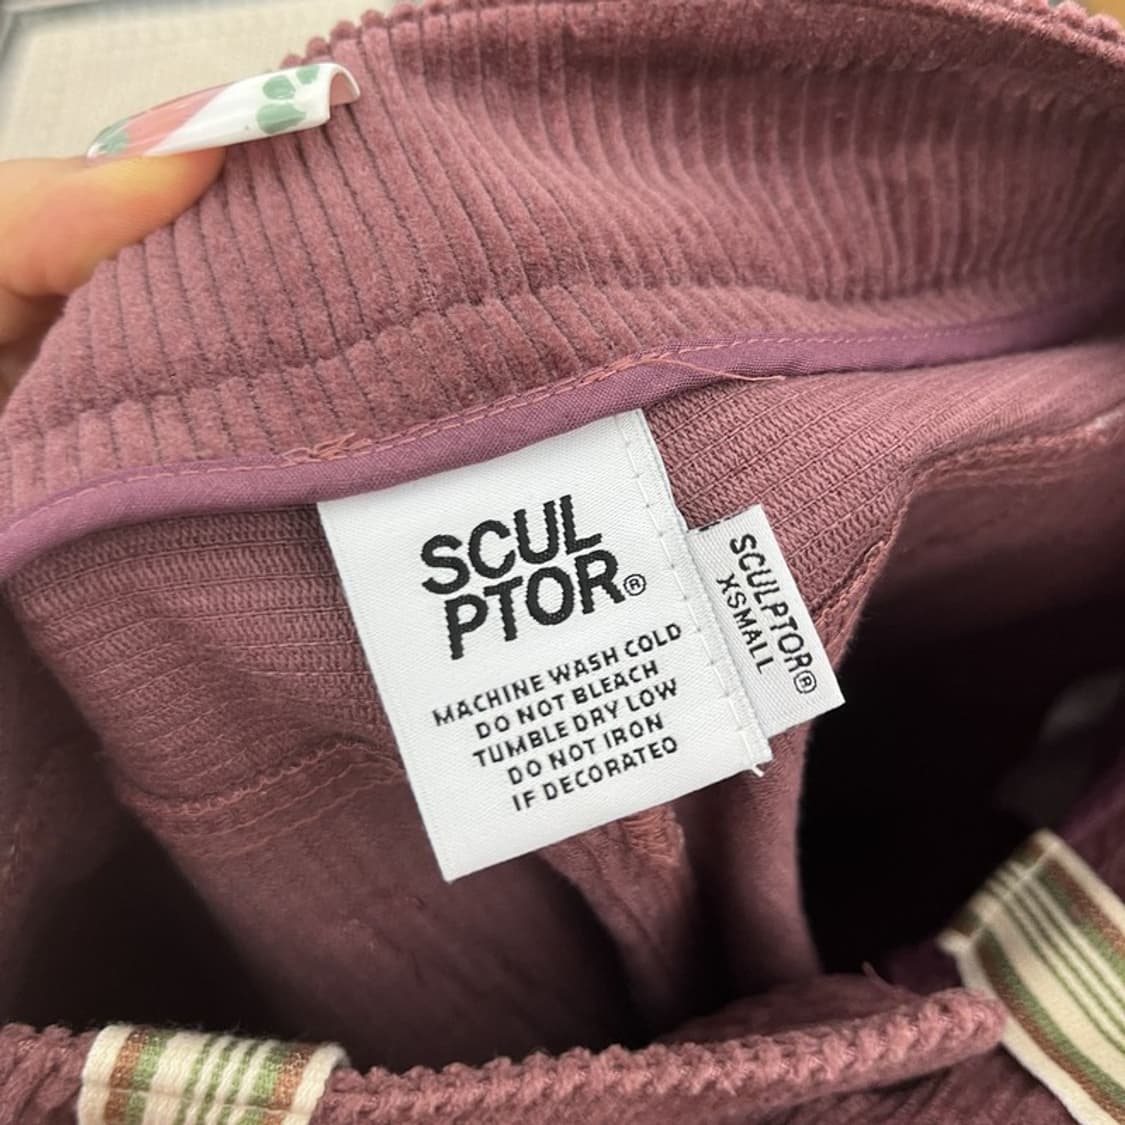 SCUL
PTOR®
MACHINE WASH COLD
DO NOT BLEACH
TUMBLE DRY LOW
DO NOT IRON
IF DECORATED
SCULPTOR®
XSMALL